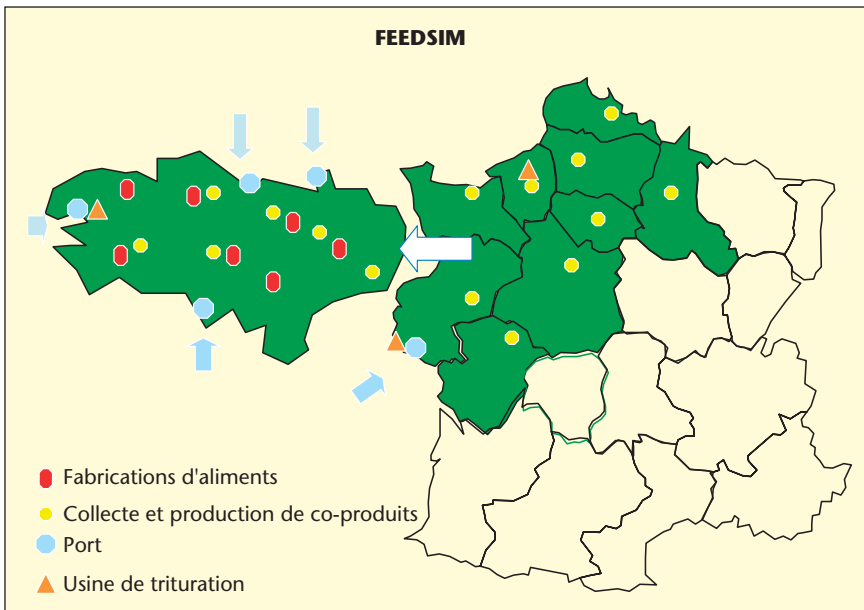 FEEDSIM
Fabrications d'aliments
Collecte et production de co-produits
Port
Usine de trituration